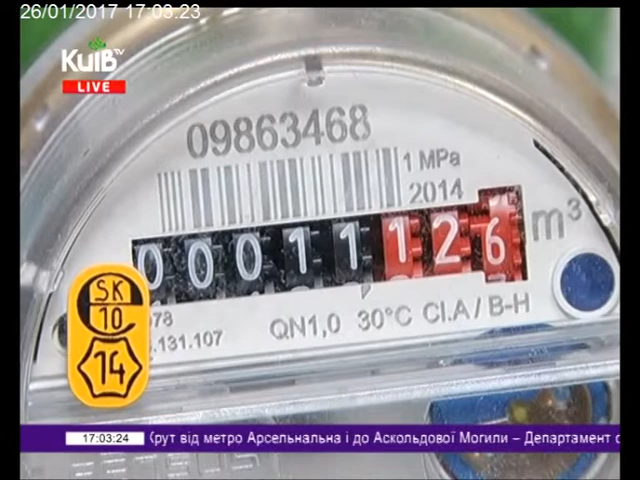 26/01/2017 17:03:23
КиїВ TV
LIVE
09863468
1 MPa
2014
00011126 m³
SK
10
14
678
.131.107
QN1,0 30°C Cl.A / B-H
17:03:24
Крут від метро Арсельнальна і до Аскольдової Могили – Департамент